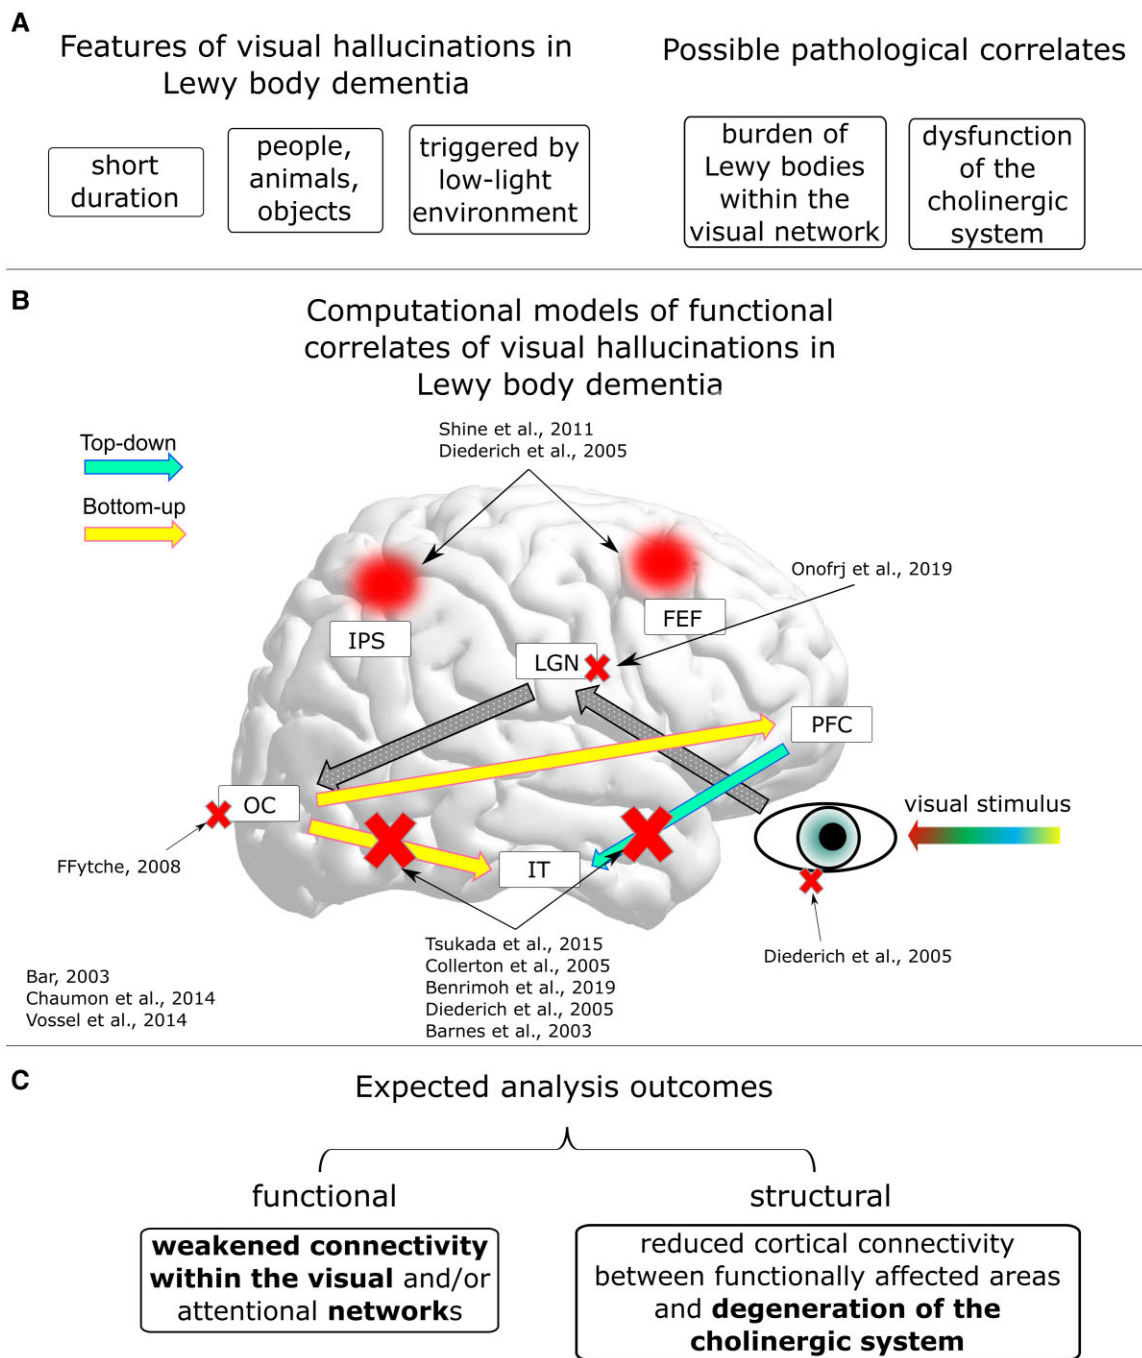 A
Features of visual hallucinations in
Lewy body dementia
Possible pathological correlates
short
duration
people,
animals,
objects
triggered by
low-light
environment
burden of
Lewy bodies
within the
visual network
dysfunction
of the
cholinergic
system
B
Computational models of functional
correlates of visual hallucinations in
Lewy body dementia
Top-down
Bottom-up
Shine et al., 2011
Diederich et al., 2005
Onofrj et al., 2019
IPS
FEF
LGN
PFC
OC
IT
visual stimulus
FFytche, 2008
Diederich et al., 2005
Tsukada et al., 2015
Collerton et al., 2005
Benrimoh et al., 2019
Diederich et al., 2005
Barnes et al., 2003
Bar, 2003
Chaumon et al., 2014
Vossel et al., 2014
C
Expected analysis outcomes
functional
weakened connectivity
within the visual and/or
attentional networks
structural
reduced cortical connectivity
between functionally affected areas
and degeneration of the
cholinergic system